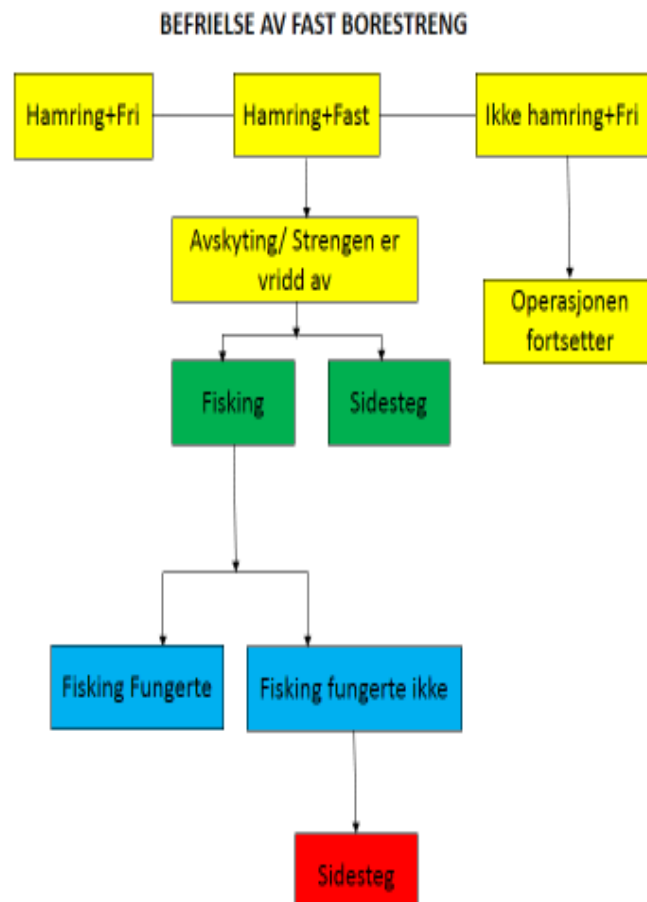 BEFRIELSE AV FAST BORESTRENG
Hamring+Fri
Hamring+Fast
Ikke hamring+Fri
Avskyting/ Strengen er
vridd av
Operasjonen
fortsetter
Fisking
Sidesteg
Fisking Fungerte
Fisking fungerte ikke
Sidesteg